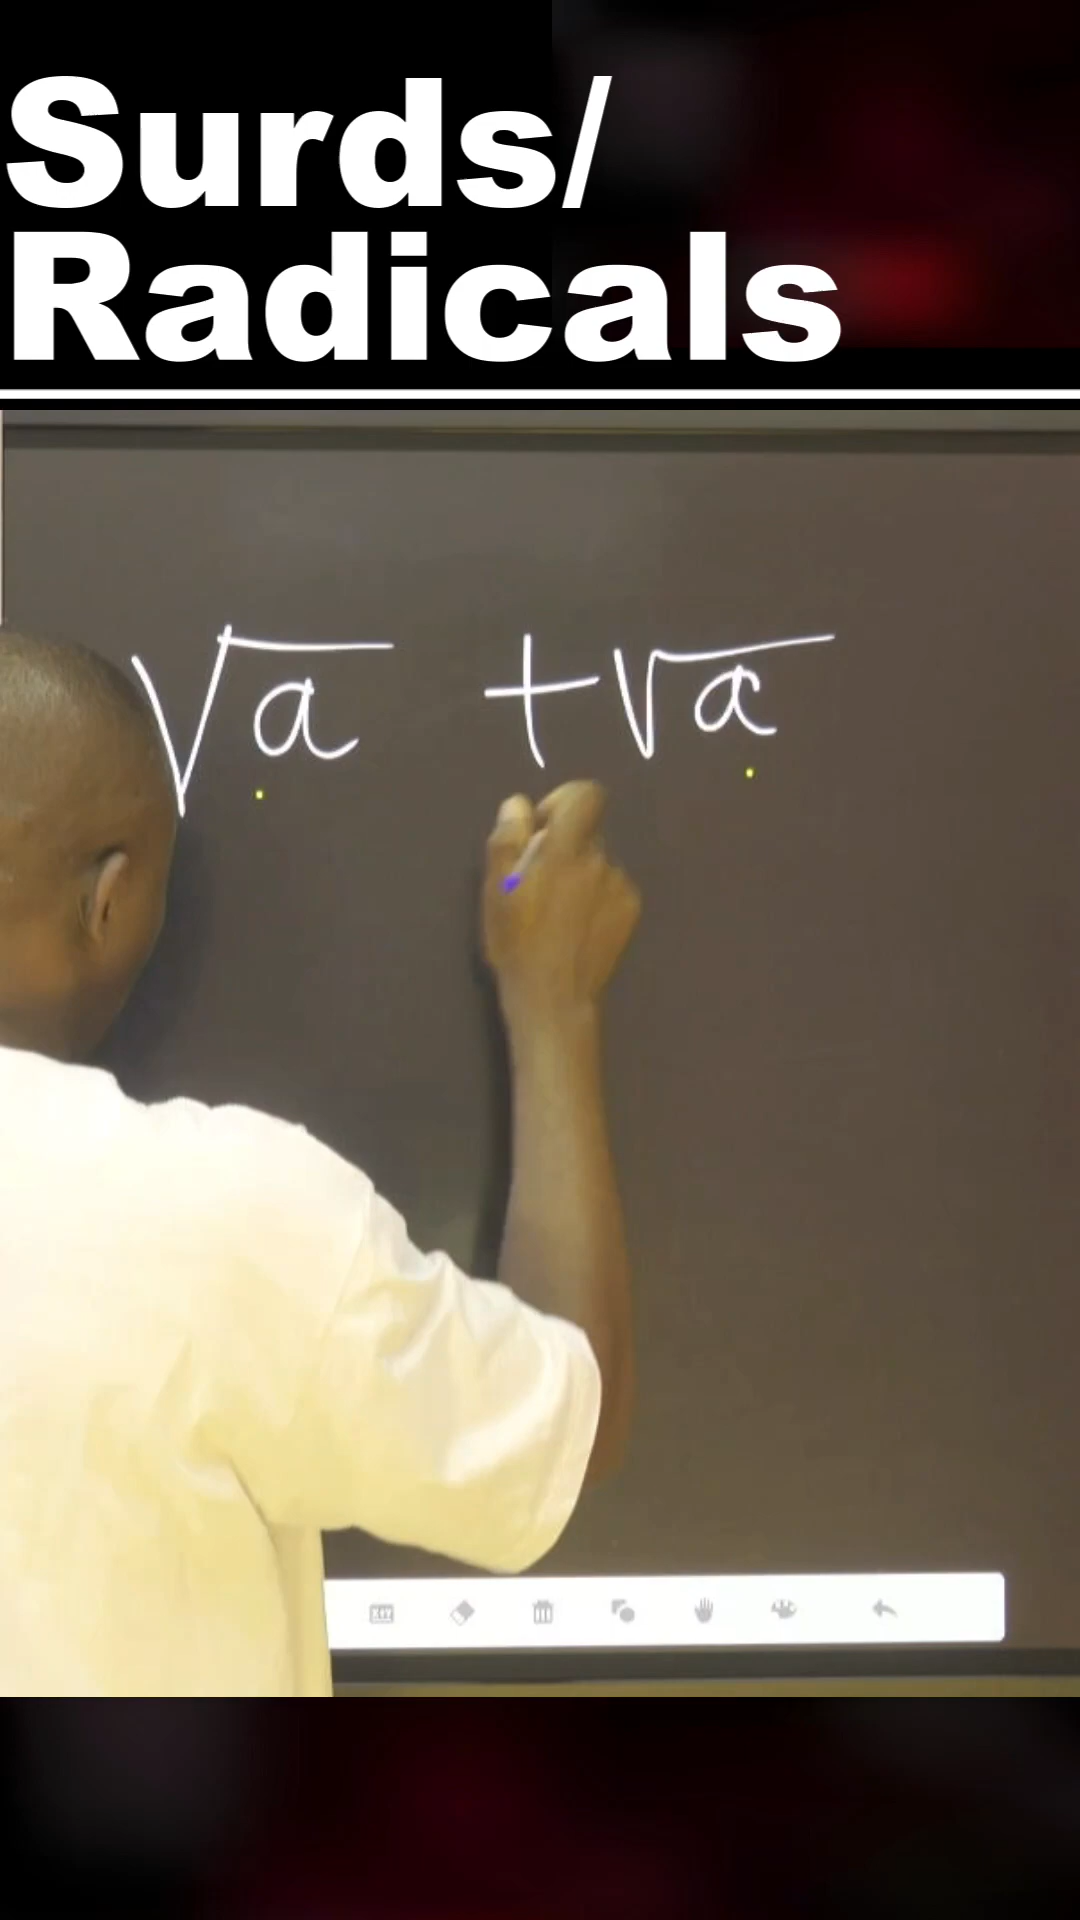 Surds/
Radicals
√a + √a